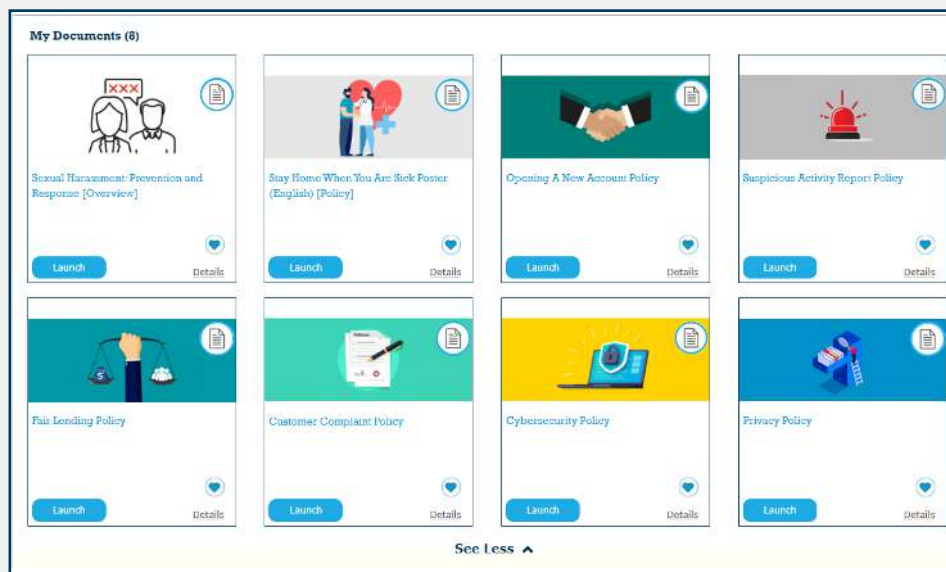 My Documents (8)
XXX
Sexual Harassment: Prevention and
Response [Overview]
Launch
Details
Stay Home When You Are Sick Poster
(English) [Policy]
Launch
Details
Opening A New Account Policy
Launch
Details
Suspicious Activity Report Policy
Launch
Details
Fair Lending Policy
Launch
Details
Customer Complaint Policy
Launch
Details
Cybersecurity Policy
Launch
Details
Privacy Policy
Launch
Details
See Less